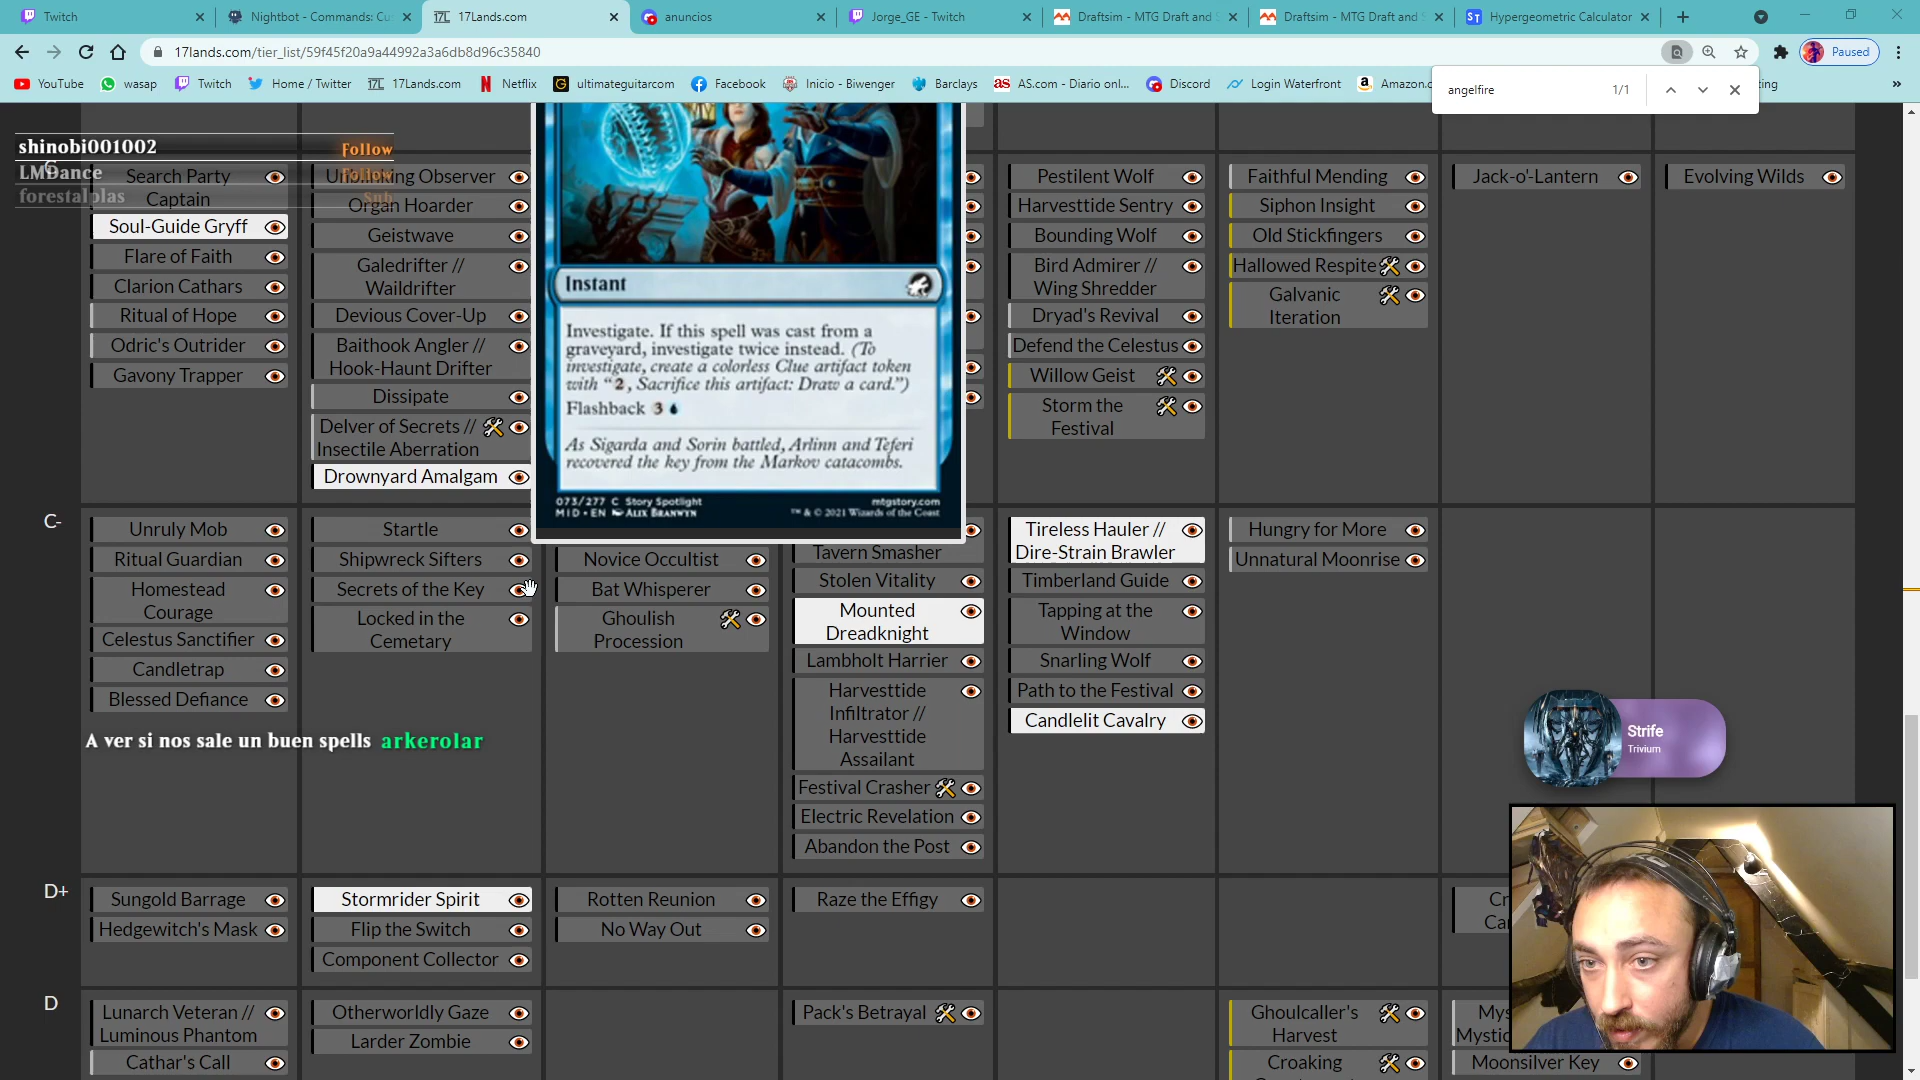 Twitch
Nightbot - Commands: Cu
17Lands.com
anuncios
Jorge_GE - Twitch
Draftsim - MTG Draft and
Draftsim - MTG Draft and
Hypergeometric Calculator
17lands.com/tier_list/59f45f20a9a44992a3a6db8d96c35840
Paused
YouTube
wasap
Twitch
Home / Twitter
17Lands.com
Netflix
ultimateguitarcom
Facebook
Inicio - Biwenger
Barclays
AS.com - Diario onl...
Discord
Login Waterfront
Amazon.c
angelfire
1/1
shinobi001002 Follow
LMDance Follow
forestalplas Sub
Search Party
Captain
Soul-Guide Gryff
Flare of Faith
Clarion Cathars
Ritual of Hope
Odric's Outrider
Gavony Trapper
Observer
Organ Hoarder
Geistwave
Galedrifter //
Waildrifter
Devious Cover-Up
Baithook Angler //
Hook-Haunt Drifter
Dissipate
Delver of Secrets //
Insectile Aberration
Drownyard Amalgam
Instant
Investigate. If this spell was cast from a
graveyard, investigate twice instead. (To
investigate, create a colorless Clue artifact token
with "2, Sacrifice this artifact: Draw a card.")
Flashback 3
As Sigarda and Sorin battled, Arlinn and Teferi
recovered the key from the Markov catacombs.
073/277 C Story Spotlight
MID • EN Alix Branwyn
mtgstory.com
™ & © 2021 Wizards of the Coast
Pestilent Wolf
Harvesttide Sentry
Bounding Wolf
Bird Admirer //
Wing Shredder
Dryad's Revival
Defend the Celestus
Willow Geist
Storm the
Festival
Faithful Mending
Siphon Insight
Old Stickfingers
Hallowed Respite
Galvanic
Iteration
Jack-o'-Lantern
Evolving Wilds
C-
Unruly Mob
Ritual Guardian
Homestead
Courage
Celestus Sanctifier
Candletrap
Blessed Defiance
Startle
Shipwreck Sifters
Secrets of the Key
Locked in the
Cemetary
Novice Occultist
Bat Whisperer
Ghoulish
Procession
Tavern Smasher
Stolen Vitality
Mounted
Dreadknight
Lambholt Harrier
Harvesttide
Infiltrator //
Harvesttide
Assailant
Festival Crasher
Electric Revelation
Abandon the Post
Tireless Hauler //
Dire-Strain Brawler
Timberland Guide
Tapping at the
Window
Snarling Wolf
Path to the Festival
Candlelit Cavalry
Hungry for More
Unnatural Moonrise
A ver si nos sale un buen spells arkerolar
Strife
Trivium
D+
Sungold Barrage
Hedgewitch's Mask
Stormrider Spirit
Flip the Switch
Component Collector
Rotten Reunion
No Way Out
Raze the Effigy
D
Lunarch Veteran //
Luminous Phantom
Cathar's Call
Otherworldly Gaze
Larder Zombie
Pack's Betrayal
Ghoulcaller's
Harvest
Croaking
Moonsilver Key